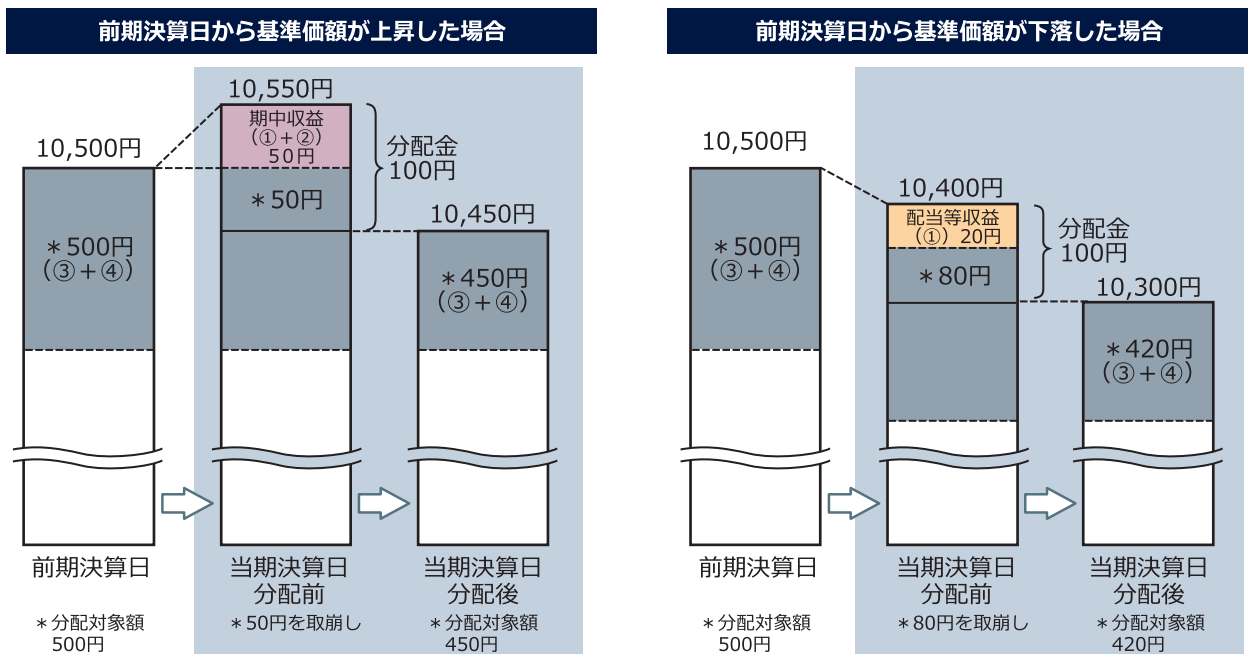 前期決算日から基準価額が上昇した場合
10,500円
＊500円
（③＋④）
10,550円
期中収益
（①＋②）
50円
＊50円
分配金
100円
10,450円
＊450円
（③＋④）
前期決算日
当期決算日
分配前
当期決算日
分配後
＊分配対象額
500円
＊50円を取崩し
＊分配対象額
450円
前期決算日から基準価額が下落した場合
10,500円
＊500円
（③＋④）
10,400円
配当等収益
（①）20円
＊80円
分配金
100円
10,300円
＊420円
（③＋④）
前期決算日
当期決算日
分配前
当期決算日
分配後
＊分配対象額
500円
＊80円を取崩し
＊分配対象額
420円